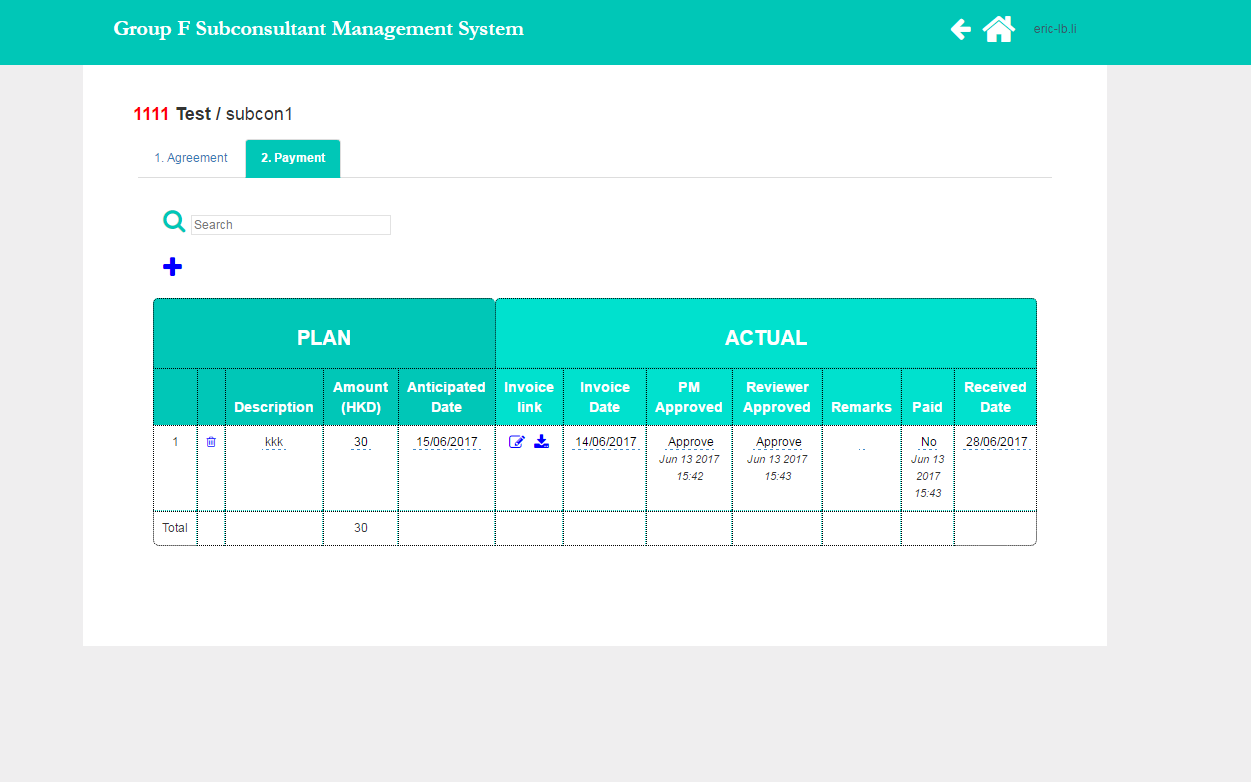 Group F Subconsultant Management System
eric-lb.li
1111 Test / subcon1
1. Agreement
2. Payment
Search
PLAN
ACTUAL
Description
Amount
(HKD)
Anticipated
Date
Invoice
link
Invoice
Date
PM
Approved
Reviewer
Approved
Remarks
Paid
Received
Date
1
kkk
30
15/06/2017
14/06/2017
Approve
Jun 13 2017
15:42
Approve
Jun 13 2017
15:43
..
No
Jun 13
2017
15:43
28/06/2017
Total
30